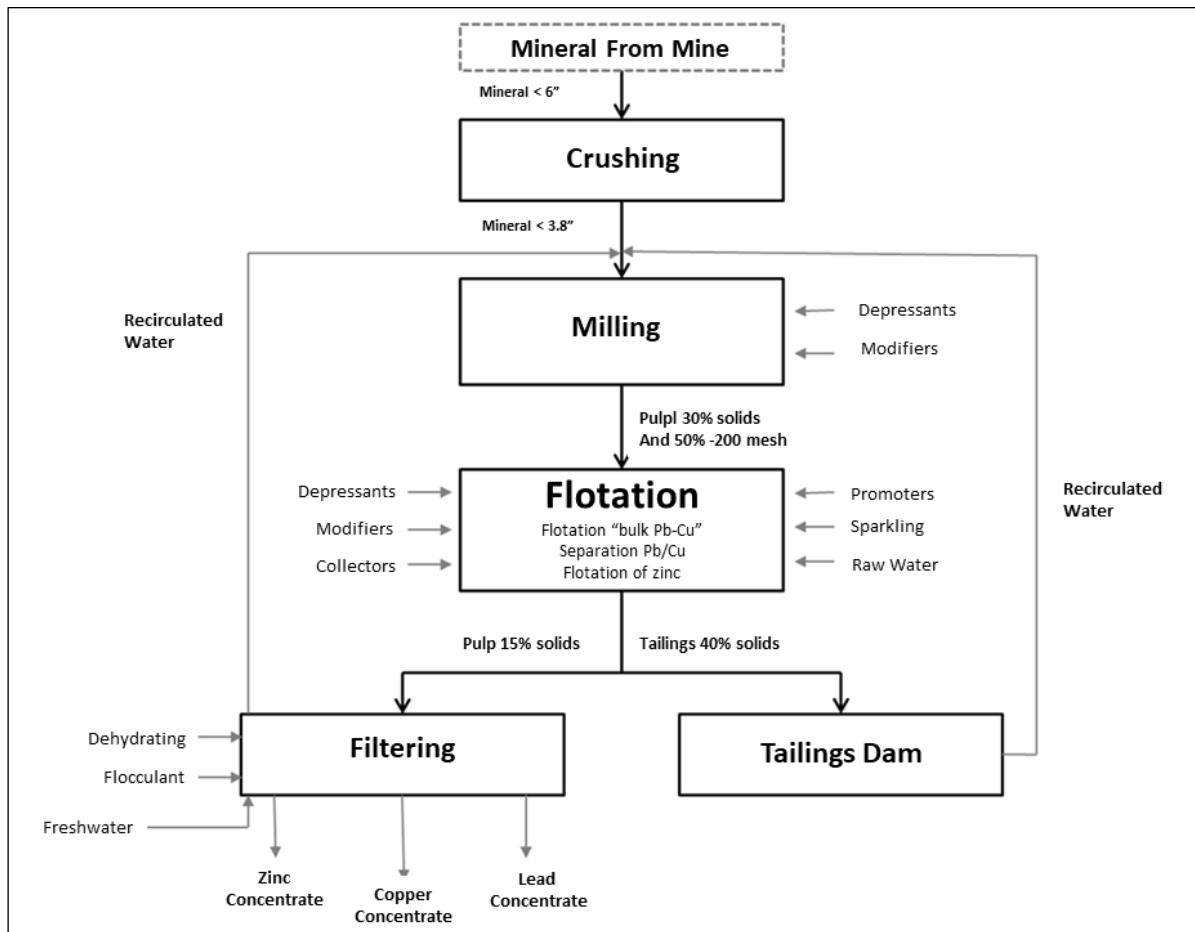 Mineral From Mine
Mineral < 6”
Crushing
Mineral < 3.8”
Recirculated
Water
Milling
Depressants
Modifiers
Pulpl 30% solids
And 50% -200 mesh
Depressants
Modifiers
Collectors
Flotation
Flotation “bulk Pb-Cu”
Separation Pb/Cu
Flotation of zinc
Promoters
Sparkling
Raw Water
Recirculated
Water
Pulp 15% solids
Tailings 40% solids
Dehydrating
Flocculant
Freshwater
Filtering
Tailings Dam
Zinc
Concentrate
Copper
Concentrate
Lead
Concentrate